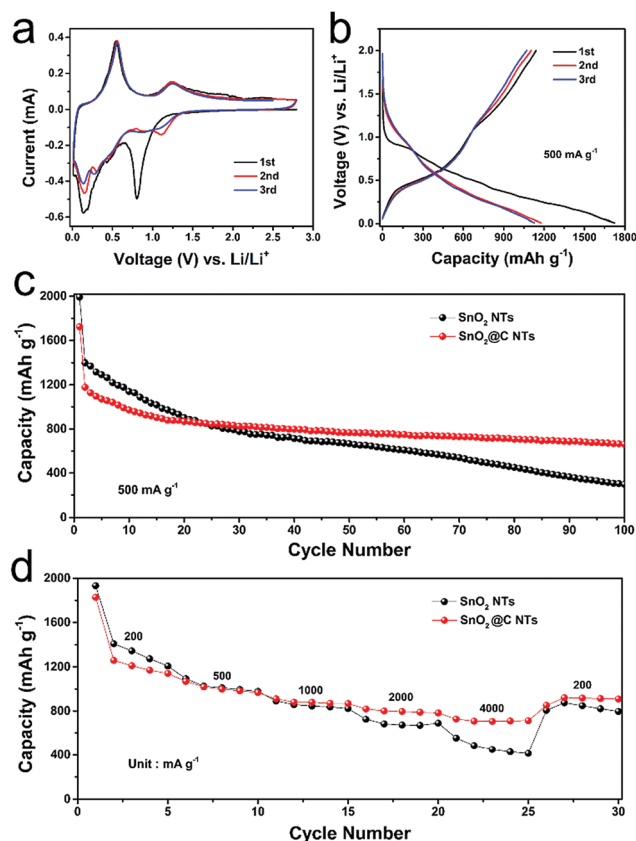 a
0.4
0.2
0.0
-0.2
-0.4
-0.6
Current (mA)
1st
2nd
3rd
0.0 0.5 1.0 1.5 2.0 2.5 3.0
Voltage (V) vs. Li/Li⁺
b
2.5
2.0
1.5
1.0
0.5
0.0
Voltage (V) vs. Li/Li⁺
1st
2nd
3rd
500 mA g⁻¹
0 300 600 900 1200 1500 1800
Capacity (mAh g⁻¹)
c
2000
1600
1200
800
400
0
Capacity (mAh g⁻¹)
SnO₂ NTs
SnO₂@C NTs
500 mA g⁻¹
0 10 20 30 40 50 60 70 80 90 100
Cycle Number
d
2000
1600
1200
800
400
0
Capacity (mAh g⁻¹)
SnO₂ NTs
SnO₂@C NTs
200
500
1000
2000
4000
200
Unit : mA g⁻¹
0 5 10 15 20 25 30
Cycle Number